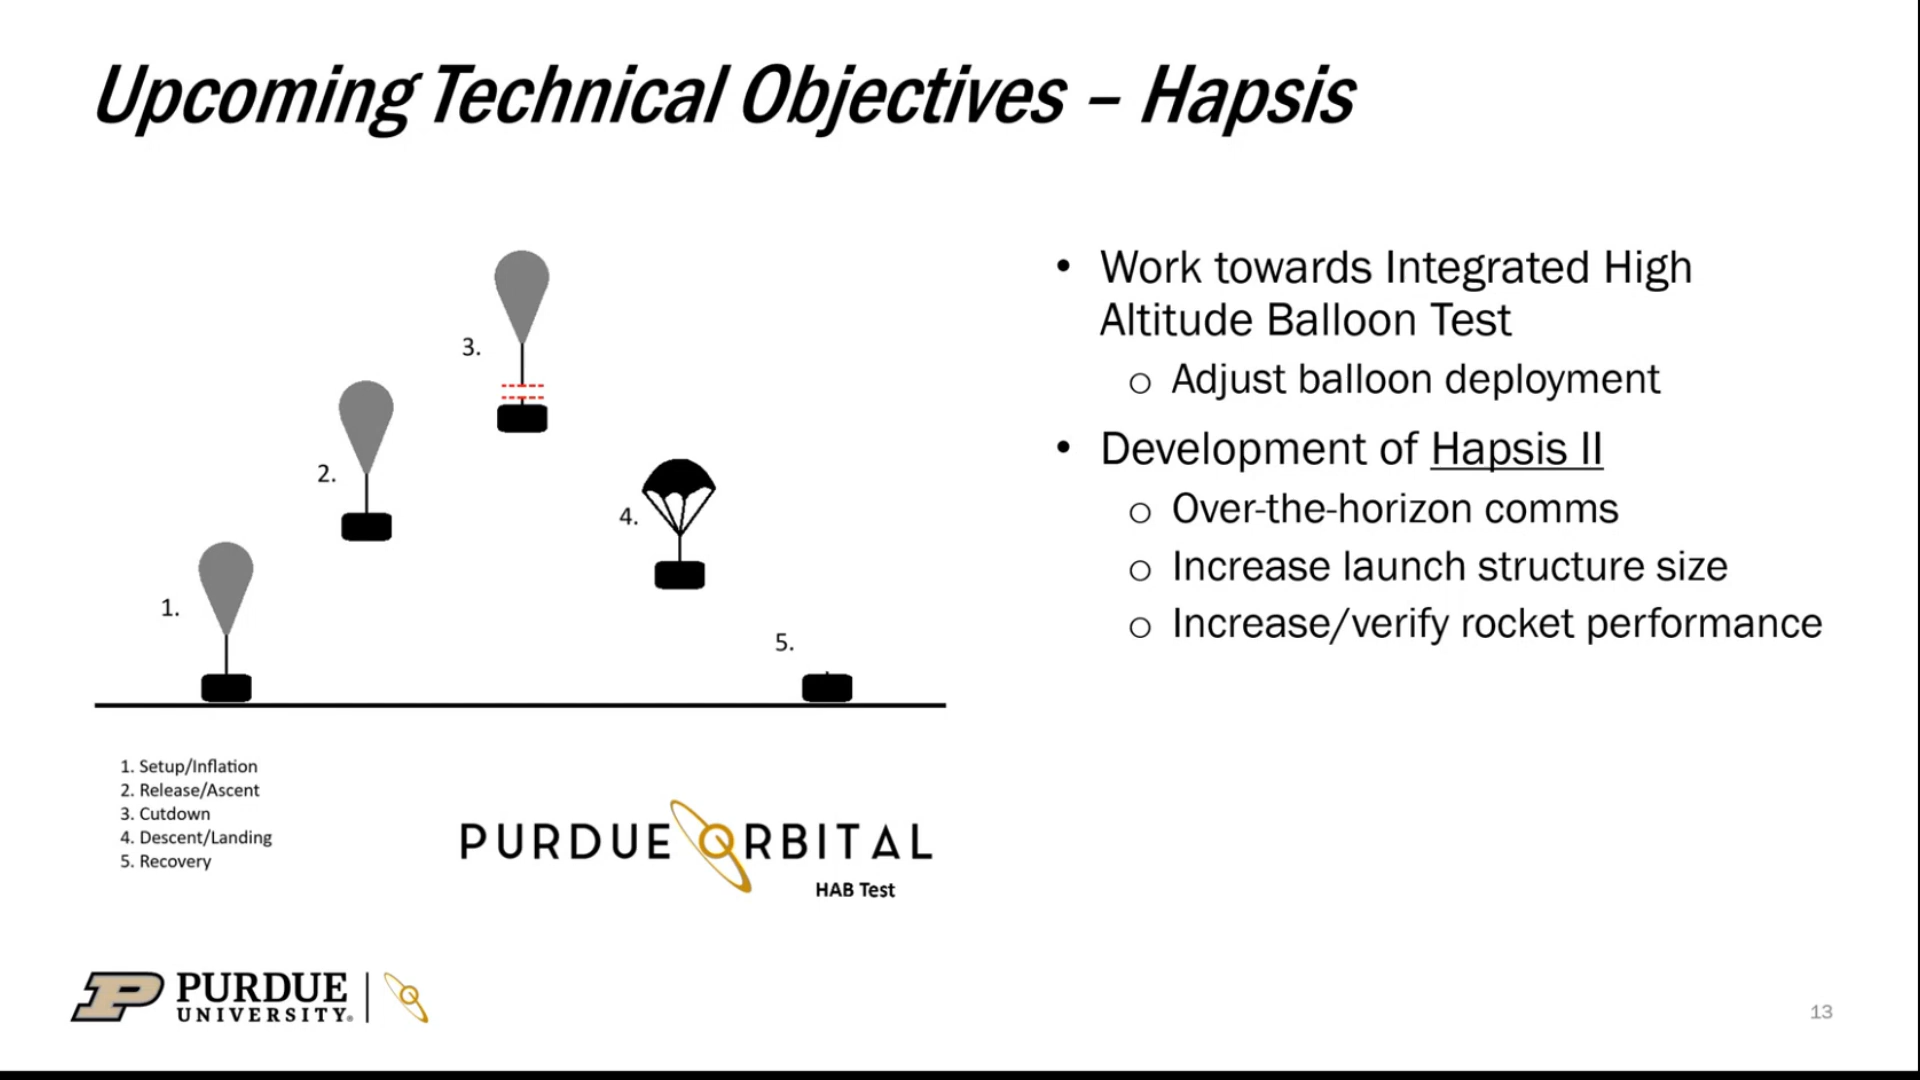 Upcoming Technical Objectives – Hapsis
3.
2.
4.
1.
5.
1. Setup/Inflation
2. Release/Ascent
3. Cutdown
4. Descent/Landing
5. Recovery
PURDUE ORBITAL
HAB Test
• Work towards Integrated High
Altitude Balloon Test
o Adjust balloon deployment
• Development of Hapsis II
o Over-the-horizon comms
o Increase launch structure size
o Increase/verify rocket performance
P PURDUE
UNIVERSITY®
13